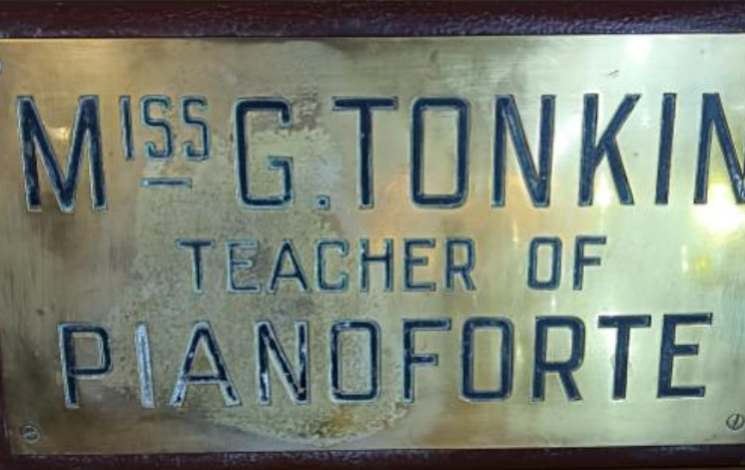 MISS G. TONKIN
TEACHER OF
PIANOFORTE